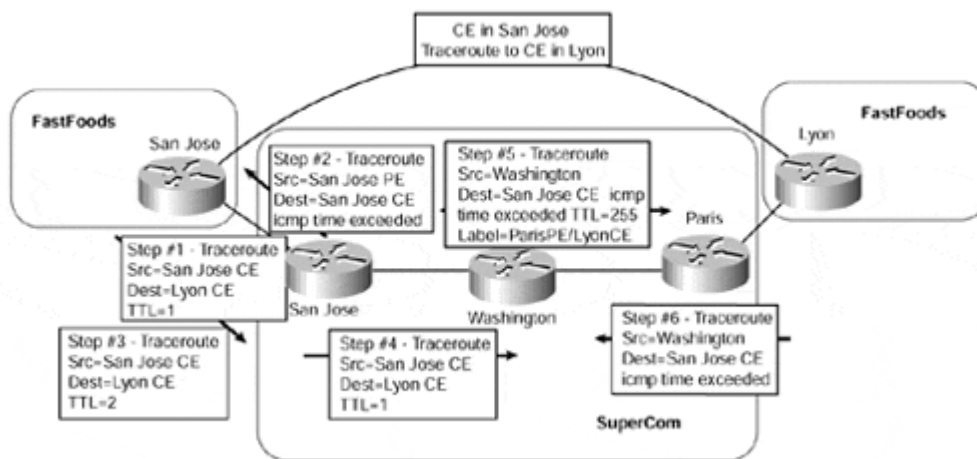 CE in San Jose
Traceroute to CE in Lyon
FastFoods
San Jose
FastFoods
Lyon
Step #2 - Traceroute
Src=San Jose PE
Dest=San Jose CE
icmp time exceeded
Step #5 - Traceroute
Src=Washington
Dest=San Jose CE icmp
time exceeded TTL=255
Label=ParisPE/LyonCE
Paris
Step #1 - Traceroute
Src=San Jose CE
Dest=Lyon CE
TTL=1
San Jose
Washington
Step #3 - Traceroute
Src=San Jose CE
Dest=Lyon CE
TTL=2
Step #4 - Traceroute
Src=San Jose CE
Dest=Lyon CE
TTL=1
Step #6 - Traceroute
Src=Washington
Dest=San Jose CE
icmp time exceeded
SuperCom